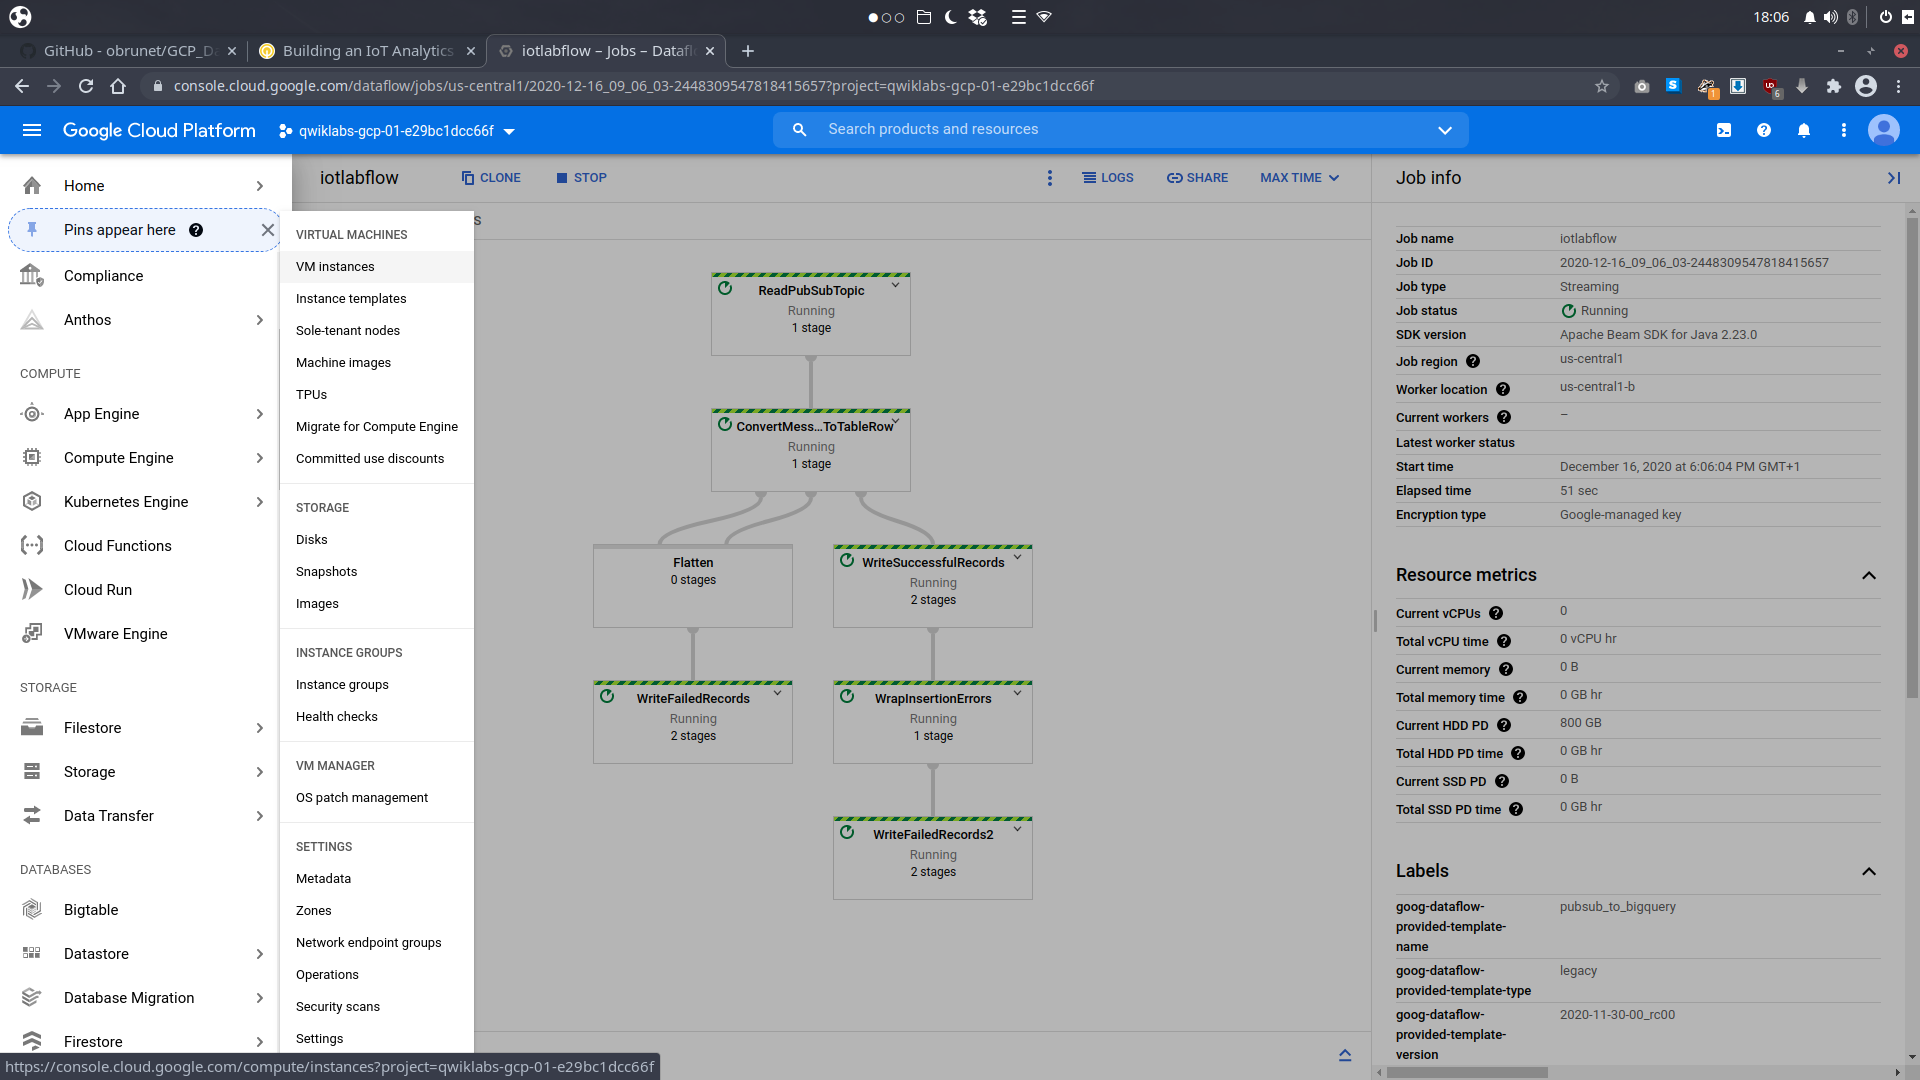 18:06
GitHub - obrunet/GCP_Da
Building an IoT Analytics
iotlabflow – Jobs – Datafl
console.cloud.google.com/dataflow/jobs/us-central1/2020-12-16_09_06_03-2448309547818415657?project=qwiklabs-gcp-01-e29bc1dcc66f
S
1
UD
6
Google Cloud Platform
qwiklabs-gcp-01-e29bc1dcc66f
Search products and resources
Home
Pins appear here
Compliance
Anthos
COMPUTE
App Engine
Compute Engine
Kubernetes Engine
Cloud Functions
Cloud Run
VMware Engine
STORAGE
Filestore
Storage
Data Transfer
DATABASES
Bigtable
Datastore
Database Migration
Firestore
VIRTUAL MACHINES
VM instances
Instance templates
Sole-tenant nodes
Machine images
TPUs
Migrate for Compute Engine
Committed use discounts
STORAGE
Disks
Snapshots
Images
INSTANCE GROUPS
Instance groups
Health checks
VM MANAGER
OS patch management
SETTINGS
Metadata
Zones
Network endpoint groups
Operations
Security scans
Settings
https://console.cloud.google.com/compute/instances?project=qwiklabs-gcp-01-e29bc1dcc66f
iotlabflow
CLONE
STOP
LOGS
SHARE
MAX TIME
S
ReadPubSubTopic
Running
1 stage
ConvertMess...ToTableRow
Running
1 stage
Flatten
0 stages
WriteSuccessfulRecords
Running
2 stages
WriteFailedRecords
Running
2 stages
WrapInsertionErrors
Running
1 stage
WriteFailedRecords2
Running
2 stages
Job info
Job name iotlabflow
Job ID 2020-12-16_09_06_03-2448309547818415657
Job type Streaming
Job status Running
SDK version Apache Beam SDK for Java 2.23.0
Job region us-central1
Worker location us-central1-b
Current workers –
Latest worker status
Start time December 16, 2020 at 6:06:04 PM GMT+1
Elapsed time 51 sec
Encryption type Google-managed key
Resource metrics
Current vCPUs 0
Total vCPU time 0 vCPU hr
Current memory 0 B
Total memory time 0 GB hr
Current HDD PD 800 GB
Total HDD PD time 0 GB hr
Current SSD PD 0 B
Total SSD PD time 0 GB hr
Labels
goog-dataflow- pubsub_to_bigquery
provided-template-
name
goog-dataflow- legacy
provided-template-type
goog-dataflow- 2020-11-30-00_rc00
provided-template-
version